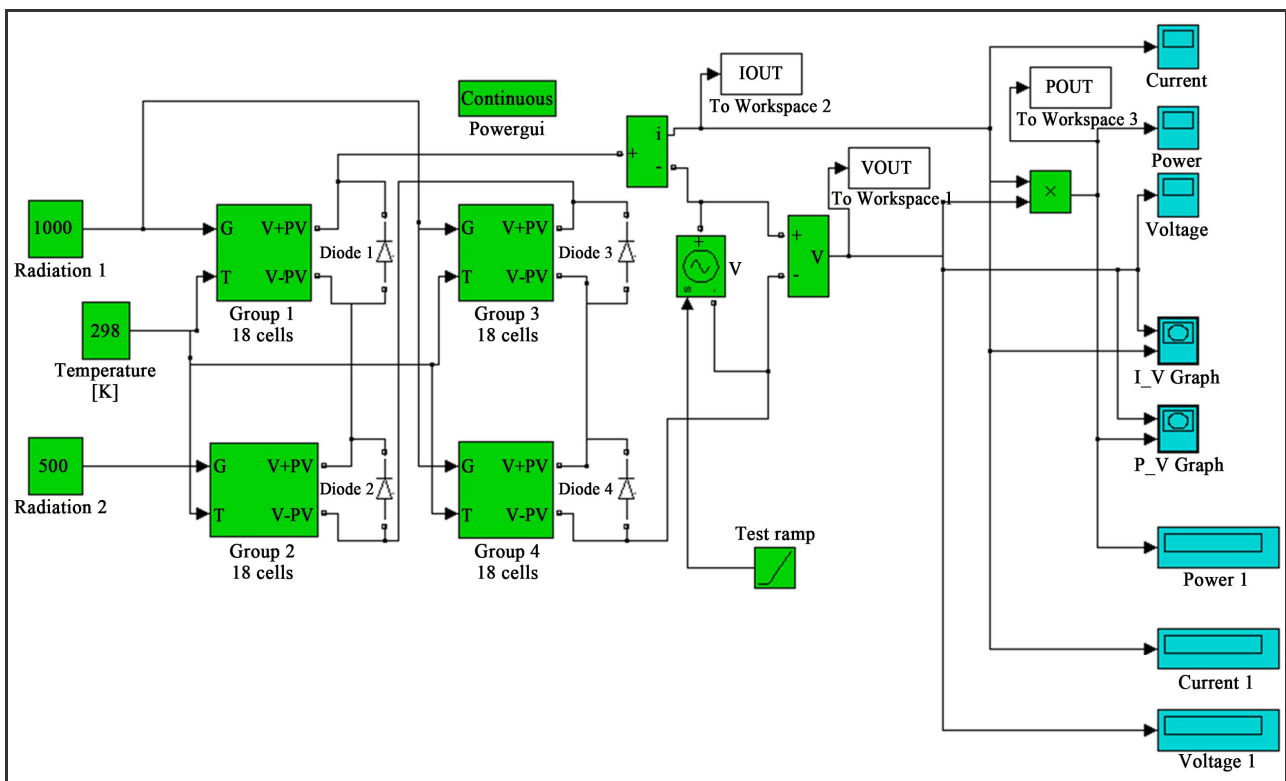 IOUT
To Workspace 2
Current
Continuous
Powergui
POUT
To Workspace 3
Power
i
+
-
VOUT
To Workspace 1
×
Voltage
1000
Radiation 1
G V+PV
T V-PV
Group 1
18 cells
Diode 1
G V+PV
T V-PV
Group 3
18 cells
Diode 3
+
s -
V
+
-
V
298
Temperature
[K]
I_V Graph
500
Radiation 2
G V+PV
T V-PV
Group 2
18 cells
Diode 2
G V+PV
T V-PV
Group 4
18 cells
Diode 4
P_V Graph
Test ramp
Power 1
Current 1
Voltage 1